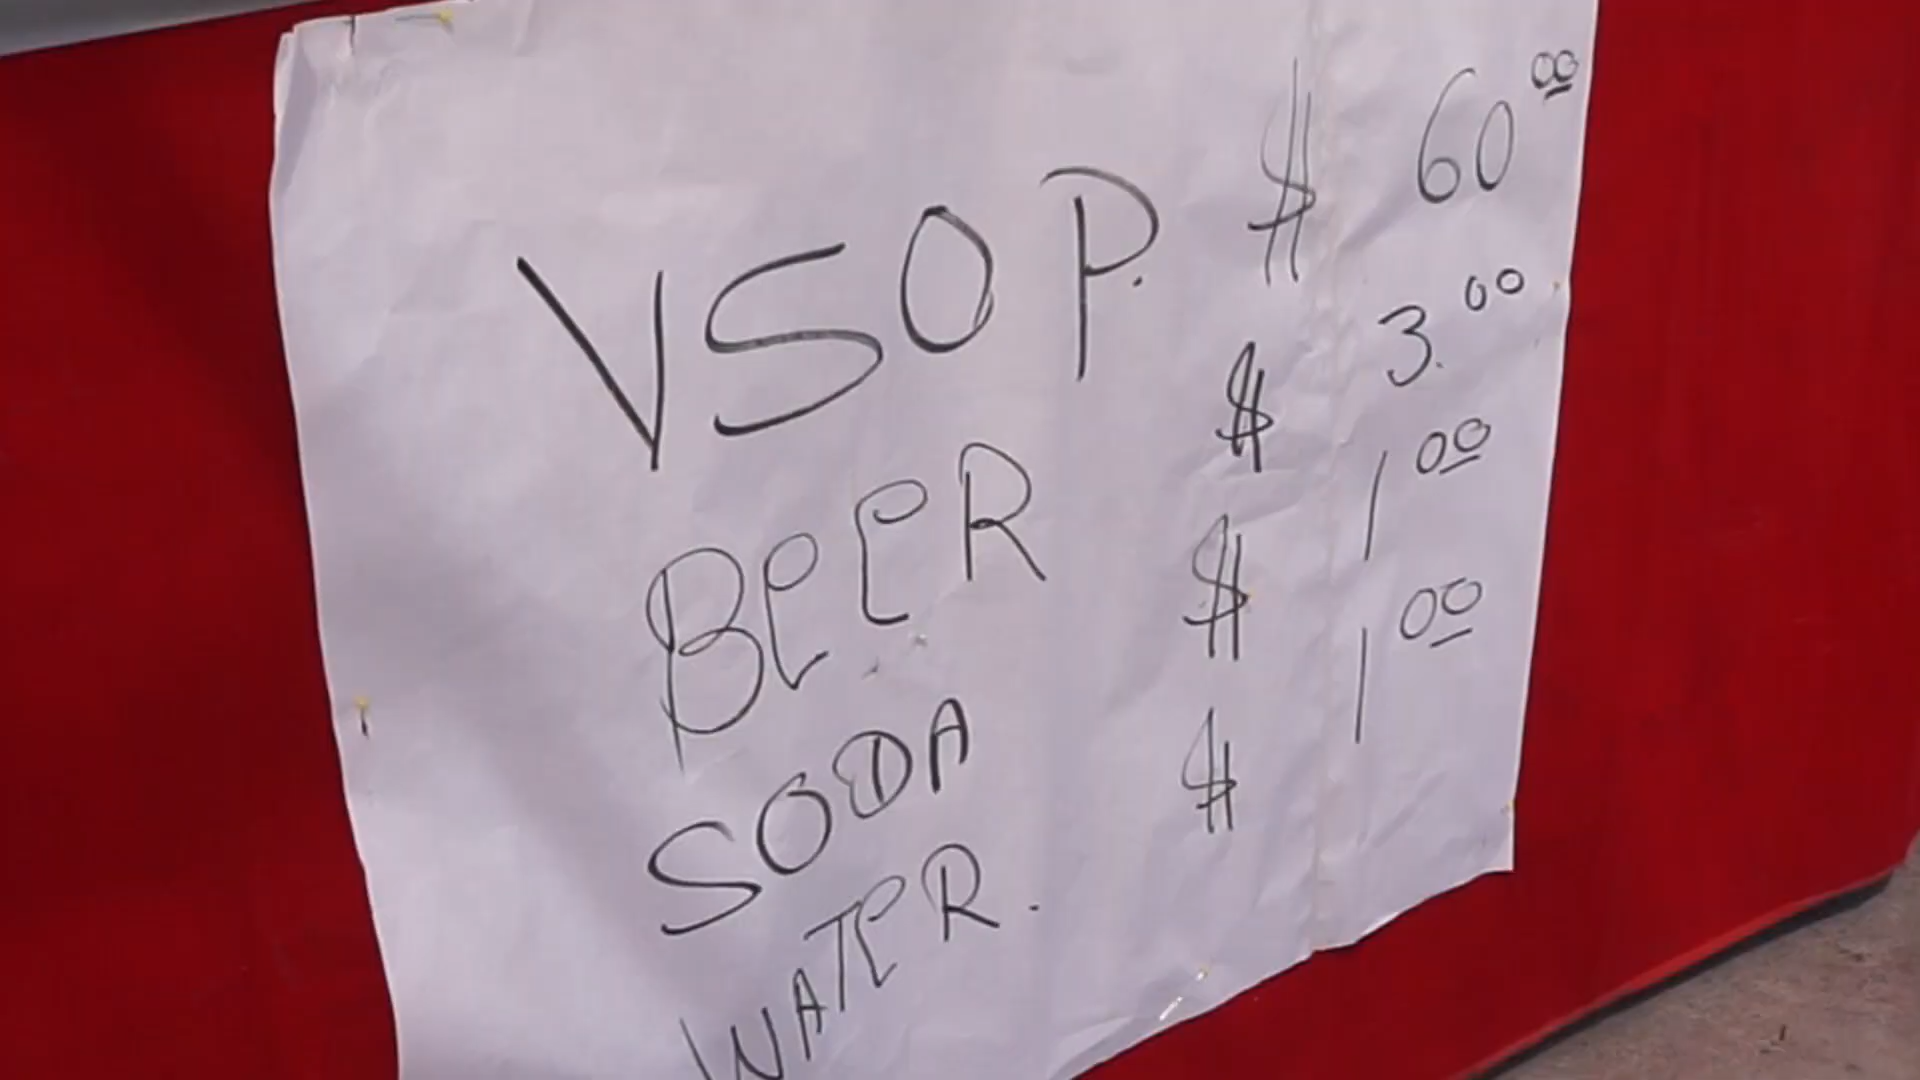 VSOP. $ 60 00
BEER $ 3. 00
SODA $ 1 00
WATER. $ 1 00